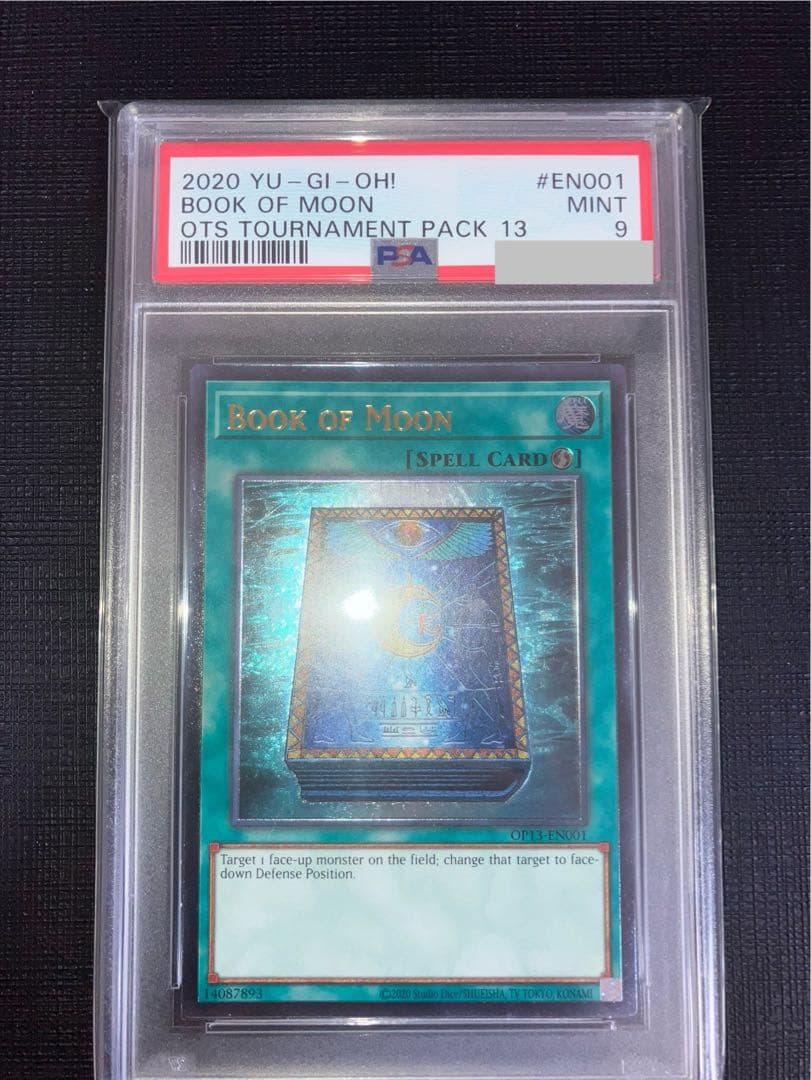 2020 YU-GI-OH! #EN001
BOOK OF MOON MINT
OTS TOURNAMENT PACK 13 9
PSA
BOOK OF MOON
魔
[SPELL CARD]
OP13-EN001
Target 1 face-up monster on the field; change that target to face-
down Defense Position.
14087893 ©2020 Studio Dice/SHUEISHA, TV TOKYO, KONAMI